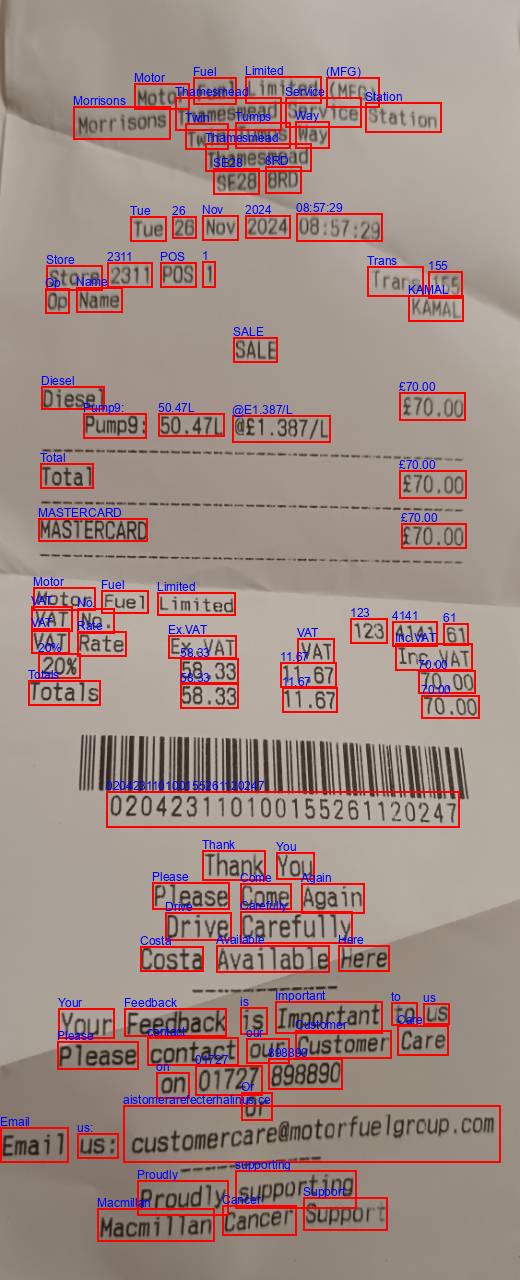 Motor Fuel Limited (MFG)
Morrisons Thamesmead Service Station
Twin Tumps Way
Thamesmead
SE28 8RD
Tue 26 Nov 2024 08:57:29
Store 2311 POS 1 Trans 155
Op Name KAMAL
SALE
Diesel £70.00
Pump9: 50.47L @£1.387/L
Total £70.00
MASTERCARD £70.00
Motor Fuel Limited
VAT No. 123 4141 61
VAT Rate Ex.VAT VAT Inc.VAT
20% 58.33 11.67 70.00
Totals 58.33 11.67 70.00
02042311010015526112​0247
Thank You
Please Come Again
Drive Carefully
Costa Available Here
Your Feedback is Important to us
Please contact our Customer Care
on 01727 898890
Or
Email us: customercare@motorfuelgroup.com
Proudly supporting
Macmillan Cancer Support